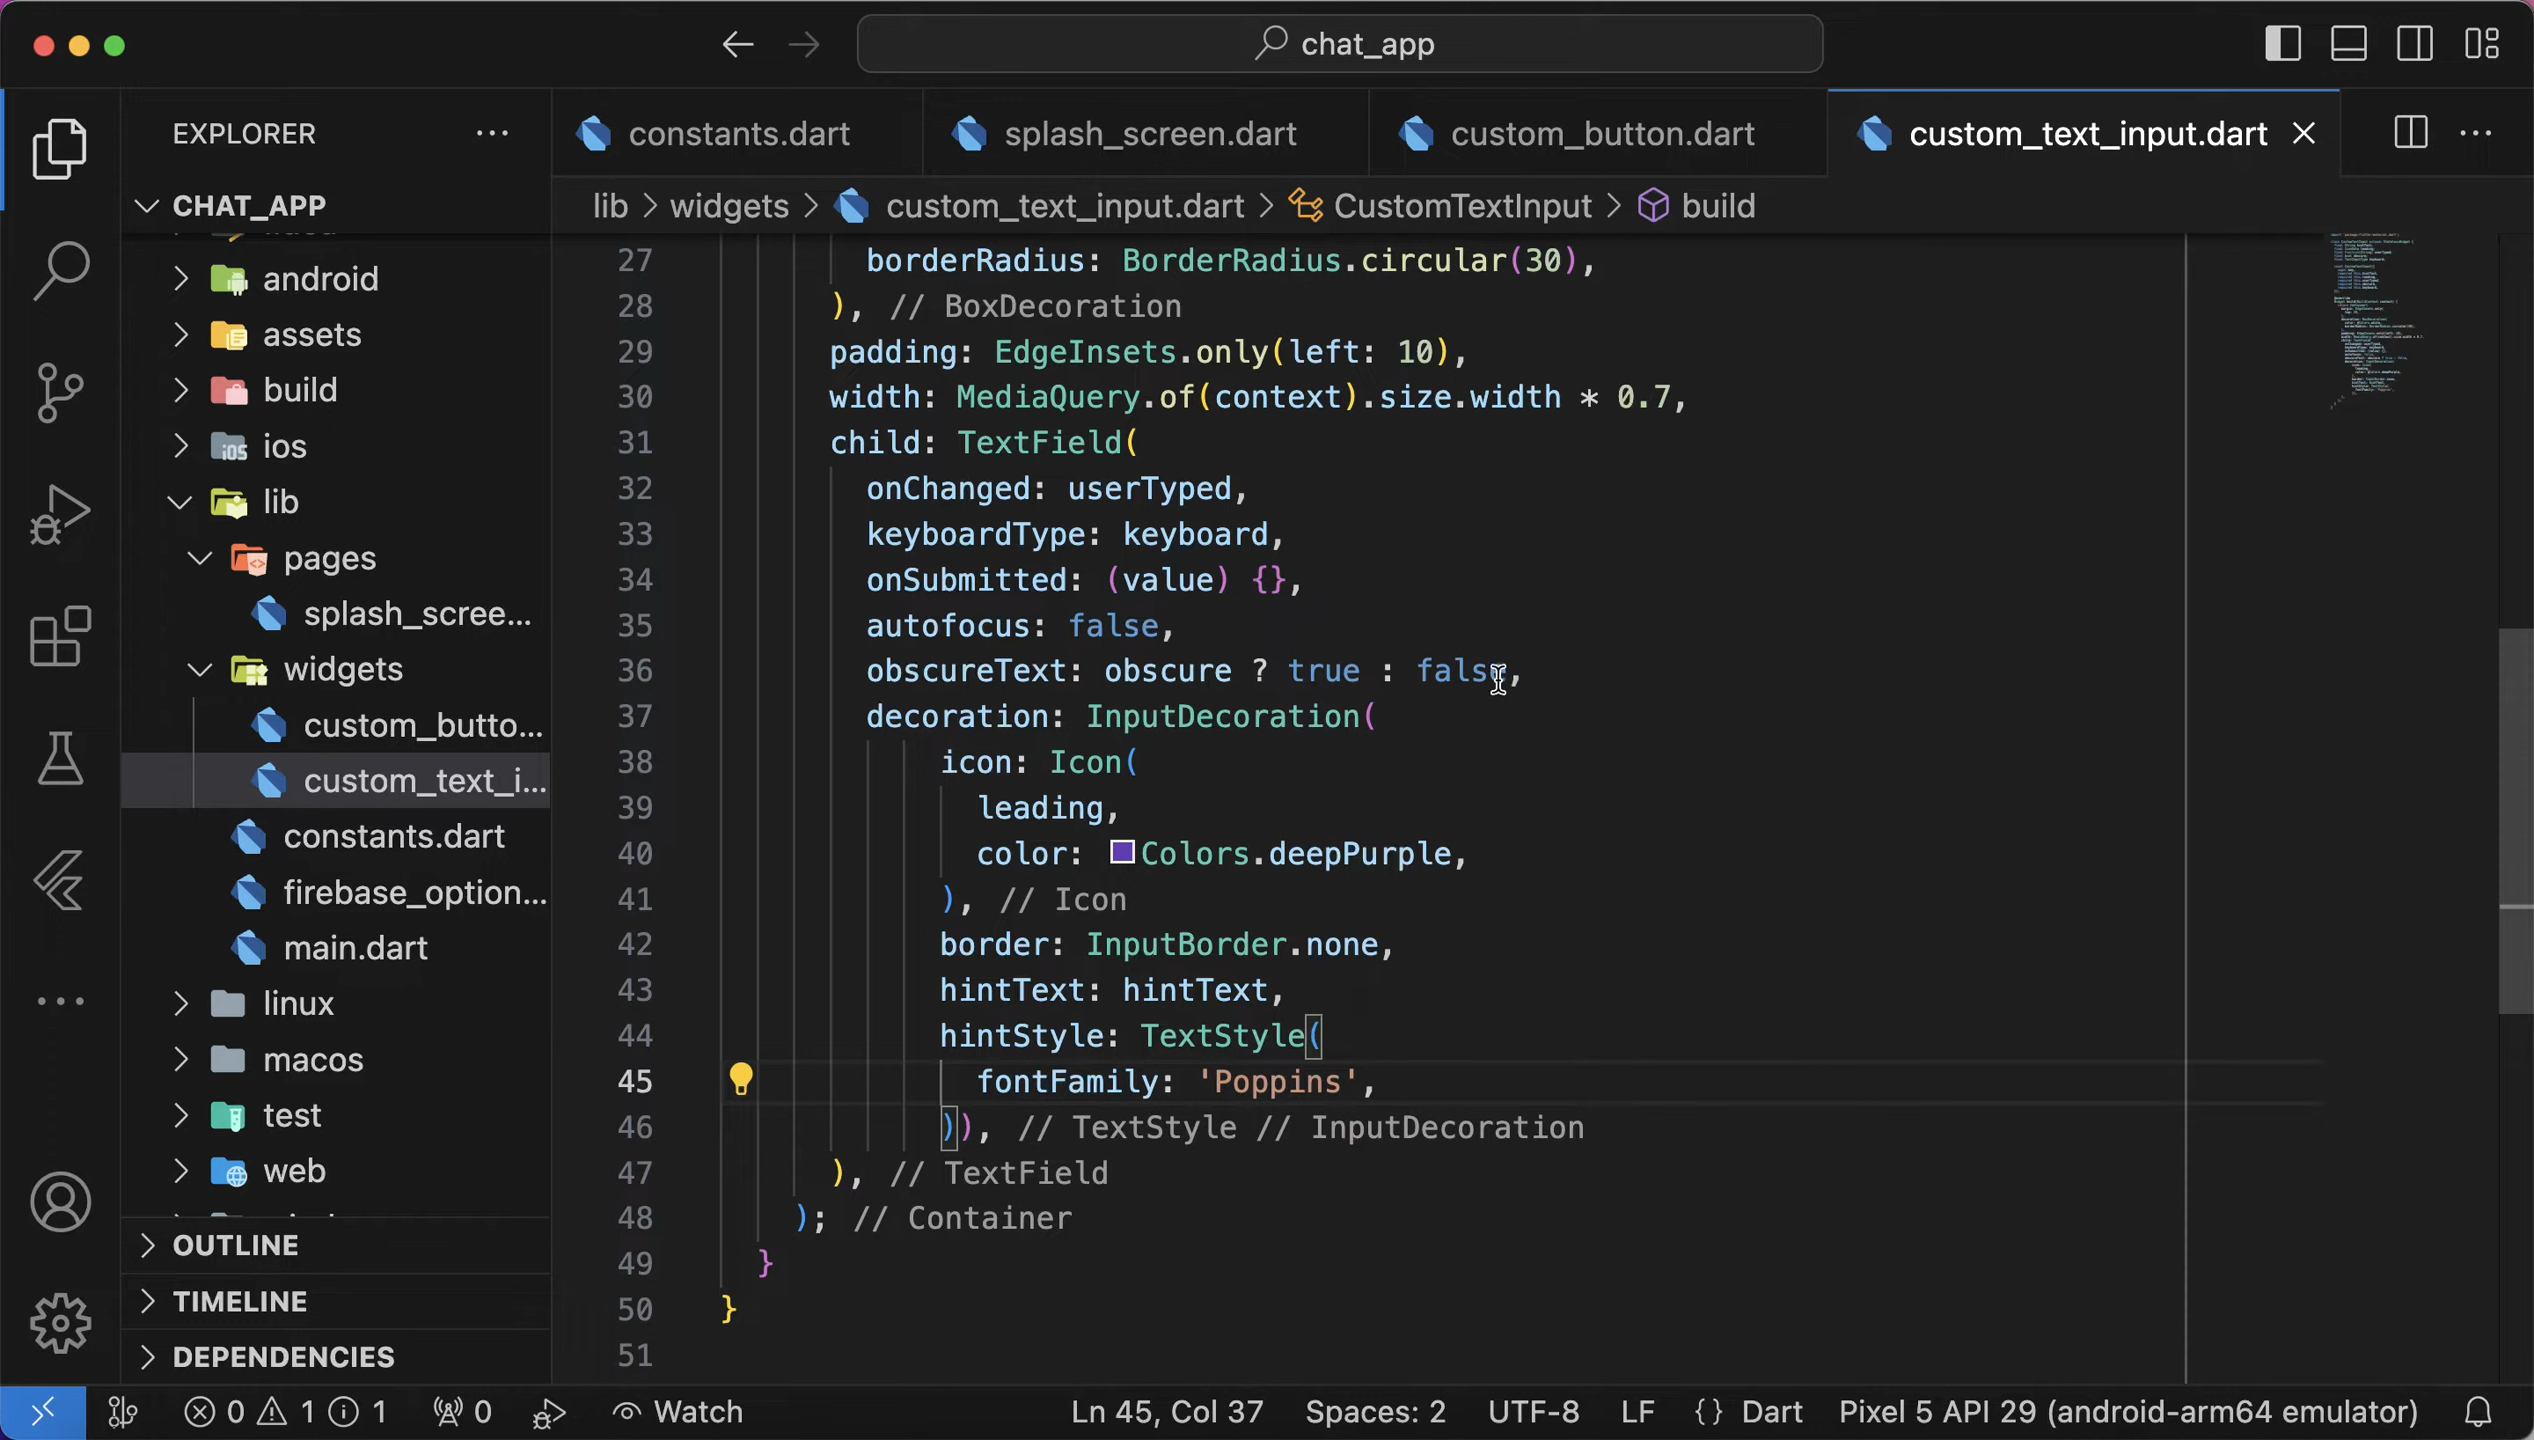 chat_app
EXPLORER
constants.dart
splash_screen.dart
custom_button.dart
custom_text_input.dart
CHAT_APP
lib > widgets > custom_text_input.dart > CustomTextInput > build
android
assets
build
ios
lib
pages
splash_scree...
widgets
custom_butto...
custom_text_i...
constants.dart
firebase_option...
main.dart
linux
macos
test
web
OUTLINE
TIMELINE
DEPENDENCIES
27 borderRadius: BorderRadius.circular(30),
28 ), // BoxDecoration
29 padding: EdgeInsets.only(left: 10),
30 width: MediaQuery.of(context).size.width * 0.7,
31 child: TextField(
32 onChanged: userTyped,
33 keyboardType: keyboard,
34 onSubmitted: (value) {},
35 autofocus: false,
36 obscureText: obscure ? true : false,
37 decoration: InputDecoration(
38 icon: Icon(
39 leading,
40 color: Colors.deepPurple,
41 ), // Icon
42 border: InputBorder.none,
43 hintText: hintText,
44 hintStyle: TextStyle(
45 fontFamily: 'Poppins',
46 )), // TextStyle // InputDecoration
47 ), // TextField
48 ); // Container
49 }
50 }
51
0 1 1 0 Watch Ln 45, Col 37 Spaces: 2 UTF-8 LF {} Dart Pixel 5 API 29 (android-arm64 emulator)